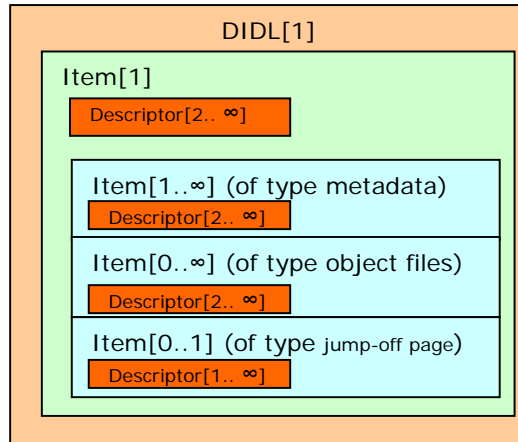 DIDL[1]
Item[1]
Descriptor[2.. ∞]
Item[1..∞] (of type metadata)
Descriptor[2.. ∞]
Item[0..∞] (of type object files)
Descriptor[2.. ∞]
Item[0..1] (of type jump-off page)
Descriptor[1.. ∞]